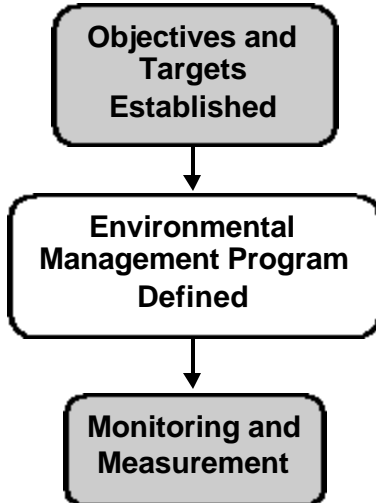 Objectives and
Targets
Established
Environmental
Management Program
Defined
Monitoring and
Measurement